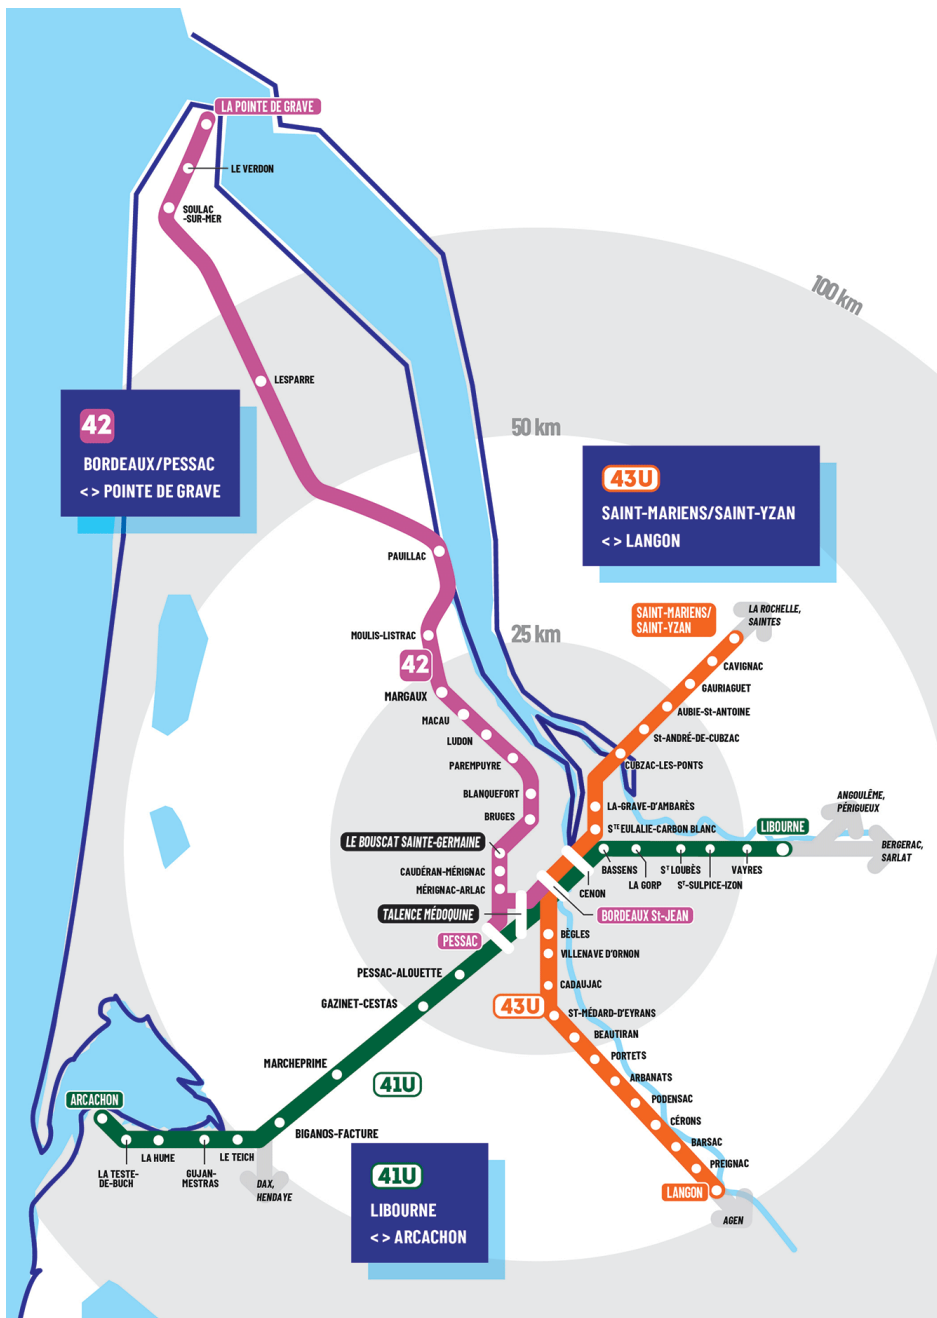 LA POINTE DE GRAVE
LE VERDON
SOULAC
-SUR-MER
100 km
LESPARRE
42
BORDEAUX/PESSAC
<> POINTE DE GRAVE
50 km
43U
SAINT-MARIENS/SAINT-YZAN
<> LANGON
PAUILLAC
SAINT-MARIENS/
SAINT-YZAN
LA ROCHELLE,
SAINTES
25 km
MOULIS-LISTRAC
42
CAVIGNAC
GAURIAGUET
MARGAUX
AUBIE-St-ANTOINE
MACAU
St-ANDRÉ-DE-CUBZAC
LUDON
CUBZAC-LES-PONTS
PAREMPUYRE
BLANQUEFORT
LA-GRAVE-D'AMBARÈS
ANGOULÊME,
PÉRIGUEUX
BRUGES
STE EULALIE-CARBON BLANC
LIBOURNE
LE BOUSCAT SAINTE-GERMAINE
BERGERAC,
SARLAT
CAUDÉRAN-MÉRIGNAC
BASSENS
ST LOUBÈS
VAYRES
LA GORP
ST-SULPICE-IZON
MÉRIGNAC-ARLAC
CENON
TALENCE MÉDOQUINE
BORDEAUX St-JEAN
PESSAC
BÈGLES
VILLENAVE D'ORNON
PESSAC-ALOUETTE
CADAUJAC
GAZINET-CESTAS
43U
ST-MÉDARD-D'EYRANS
BEAUTIRAN
MARCHEPRIME
PORTETS
41U
ARBANATS
ARCACHON
PODENSAC
CÉRONS
BIGANOS-FACTURE
BARSAC
LA TESTE-
DE-BUCH
LA HUME
GUJAN-
MESTRAS
LE TEICH
PREIGNAC
41U
DAX,
HENDAYE
LANGON
LIBOURNE
<> ARCACHON
AGEN